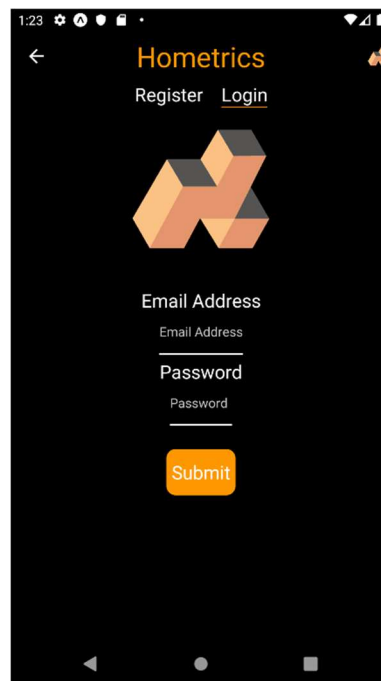 1:23
Hometrics
Register Login
Email Address
Email Address
Password
Password
Submit